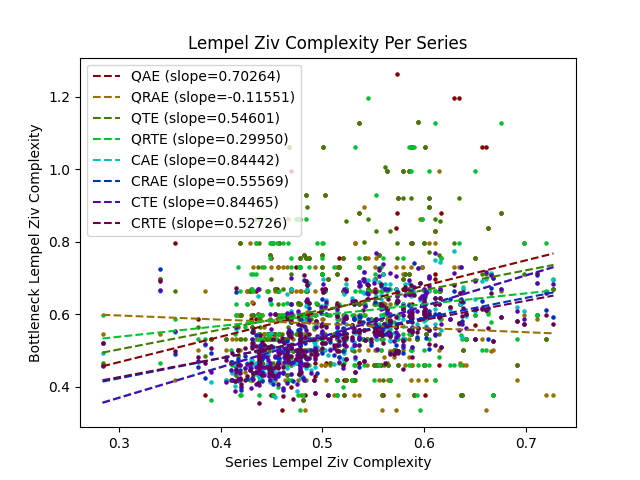 Lempel Ziv Complexity Per Series
QAE (slope=0.70264)
QRAE (slope=-0.11551)
QTE (slope=0.54601)
QRTE (slope=0.29950)
CAE (slope=0.84442)
CRAE (slope=0.55569)
CTE (slope=0.84465)
CRTE (slope=0.52726)
1.2
1.0
0.8
0.6
0.4
Bottleneck Lempel Ziv Complexity
0.3 0.4 0.5 0.6 0.7
Series Lempel Ziv Complexity